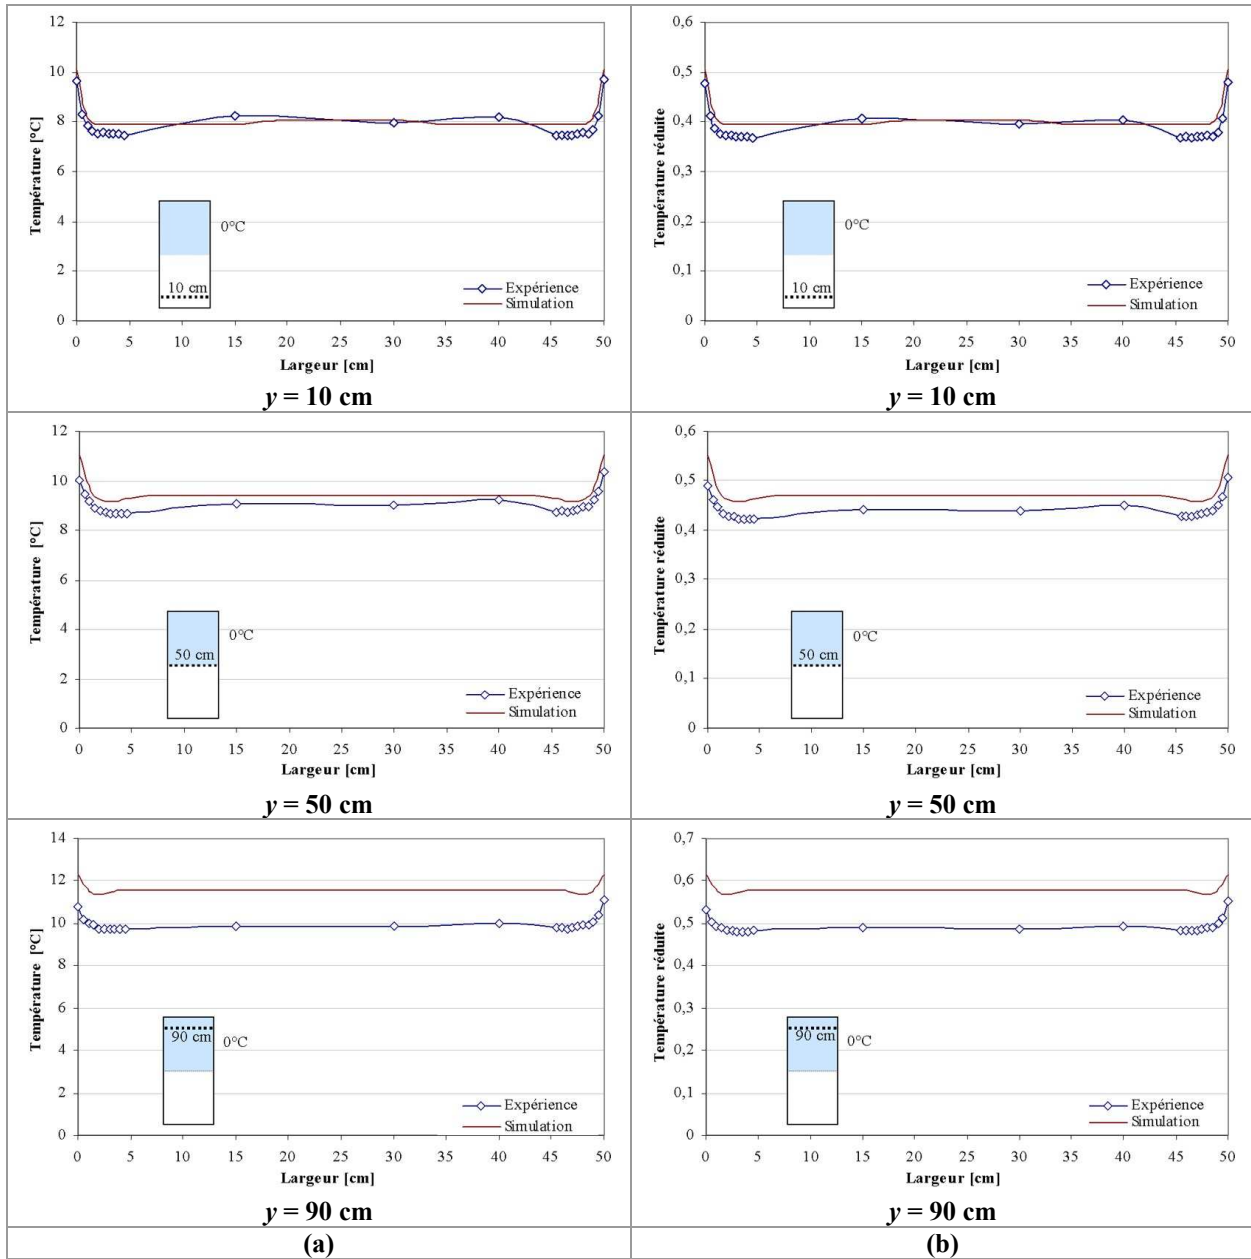 12
10
8
6
4
2
0
Température [°C]
0°C
10 cm
Expérience
Simulation
0 5 10 15 20 25 30 35 40 45 50
Largeur [cm]
y = 10 cm
0,6
0,5
0,4
0,3
0,2
0,1
0
Température réduite
0°C
10 cm
Expérience
Simulation
0 5 10 15 20 25 30 35 40 45 50
Largeur [cm]
y = 10 cm
12
10
8
6
4
2
0
Température [°C]
0°C
50 cm
Expérience
Simulation
0 5 10 15 20 25 30 35 40 45 50
Largeur [cm]
y = 50 cm
0,6
0,5
0,4
0,3
0,2
0,1
0
Température réduite
0°C
50 cm
Expérience
Simulation
0 5 10 15 20 25 30 35 40 45 50
Largeur [cm]
y = 50 cm
14
12
10
8
6
4
2
0
Température [°C]
90 cm
0°C
Expérience
Simulation
0 5 10 15 20 25 30 35 40 45 50
Largeur [cm]
y = 90 cm
0,7
0,6
0,5
0,4
0,3
0,2
0,1
0
Température réduite
90 cm
0°C
Expérience
Simulation
0 5 10 15 20 25 30 35 40 45 50
Largeur [cm]
y = 90 cm
(a)
(b)